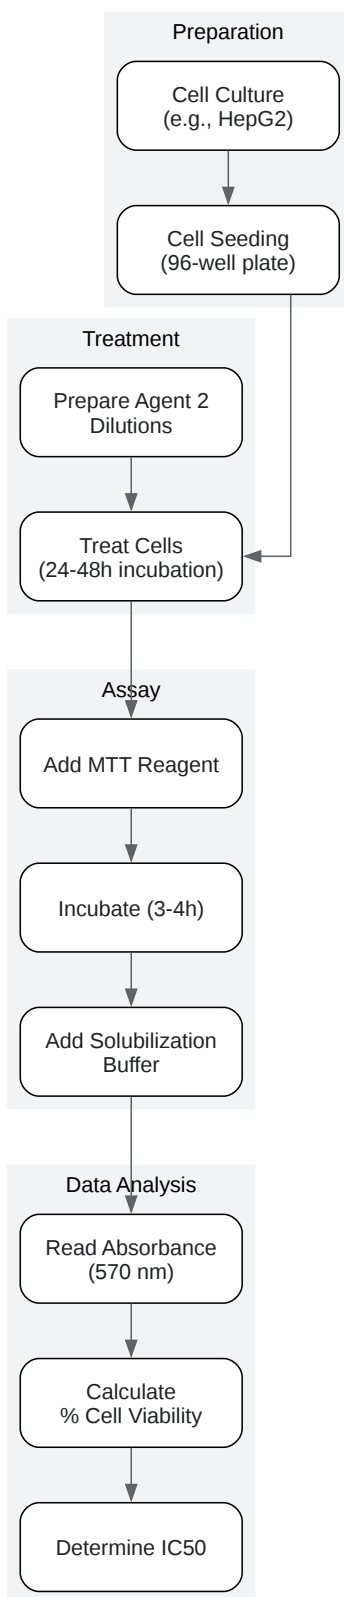 Preparation
Cell Culture
(e.g., HepG2)
Cell Seeding
(96-well plate)
Treatment
Prepare Agent 2
Dilutions
Treat Cells
(24-48h incubation)
Assay
Add MTT Reagent
Incubate (3-4h)
Add Solubilization
Buffer
Data Analysis
Read Absorbance
(570 nm)
Calculate
% Cell Viability
Determine IC50